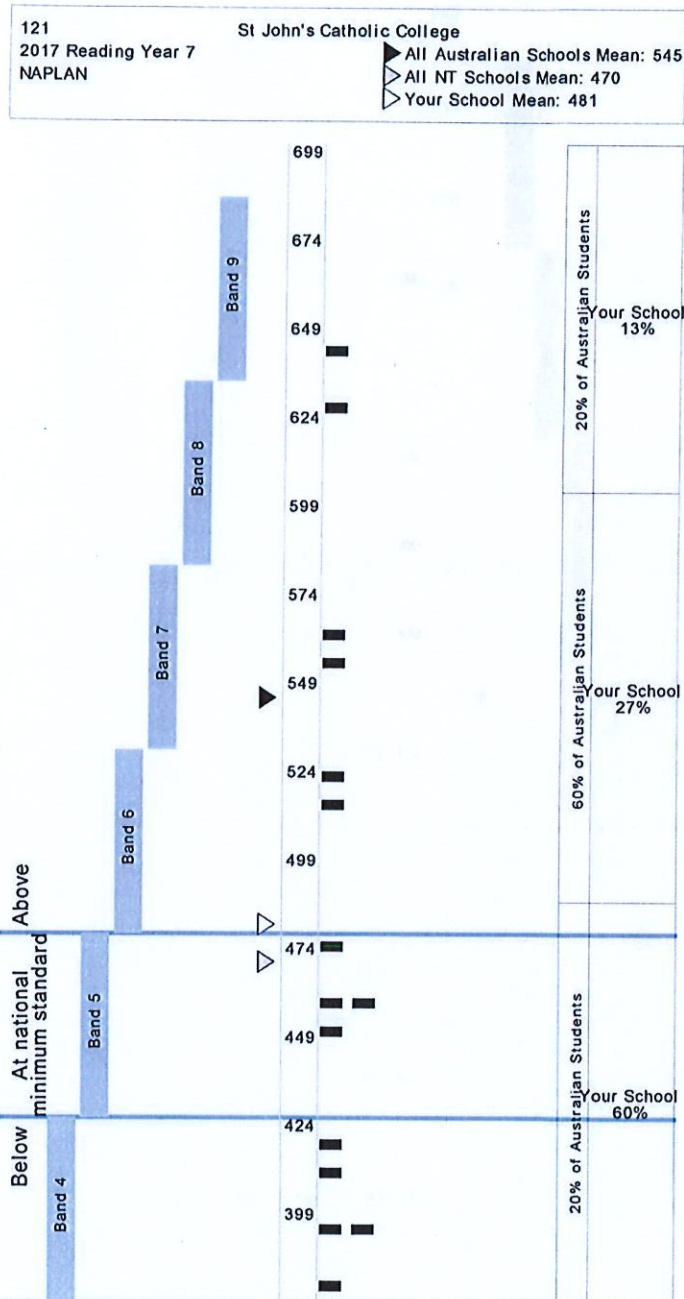 121
St John's Catholic College
2017 Reading Year 7
NAPLAN
All Australian Schools Mean: 545
All NT Schools Mean: 470
Your School Mean: 481
699
674
649
624
599
574
549
524
499
474
449
424
399
Band 9
Band 8
Band 7
Band 6
Band 5
Band 4
Above
At national
minimum standard
Below
20% of Australian Students
Your School
13%
60% of Australian Students
Your School
27%
20% of Australian Students
Your School
60%